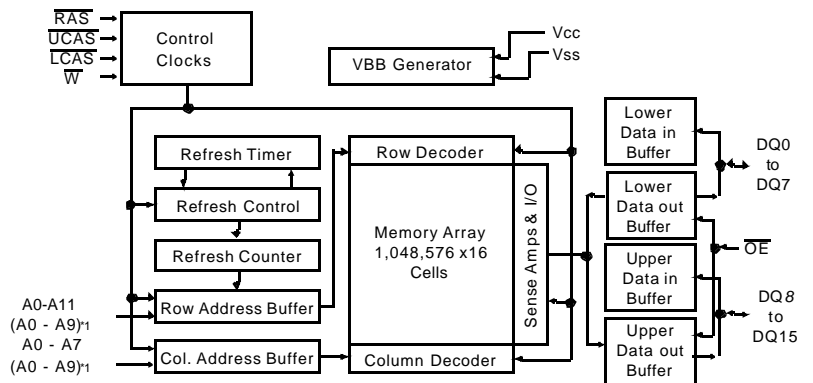 RAS
UCAS
LCAS
W
Control
Clocks
VBB Generator
Vcc
Vss
Refresh Timer
Refresh Control
Refresh Counter
Row Address Buffer
Col. Address Buffer
A0-A11
(A0 - A9)*1
A0 - A7
(A0 - A9)*1
Row Decoder
Memory Array
1,048,576 x16
Cells
Column Decoder
Sense Amps & I/O
Lower
Data in
Buffer
Lower
Data out
Buffer
Upper
Data in
Buffer
Upper
Data out
Buffer
DQ0
to
DQ7
OE
DQ8
to
DQ15